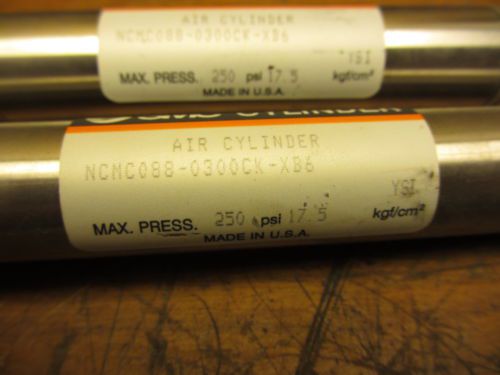 AIR CYLINDER
NCMC088-0300CK-XB6
YSI
MAX. PRESS. 250 psi 17.5 kgf/cm²
MADE IN U.S.A.
CYLINDER
AIR CYLINDER
NCMC088-0300CK-XB6
YSI
MAX. PRESS. 250 psi 17.5 kgf/cm²
MADE IN U.S.A.